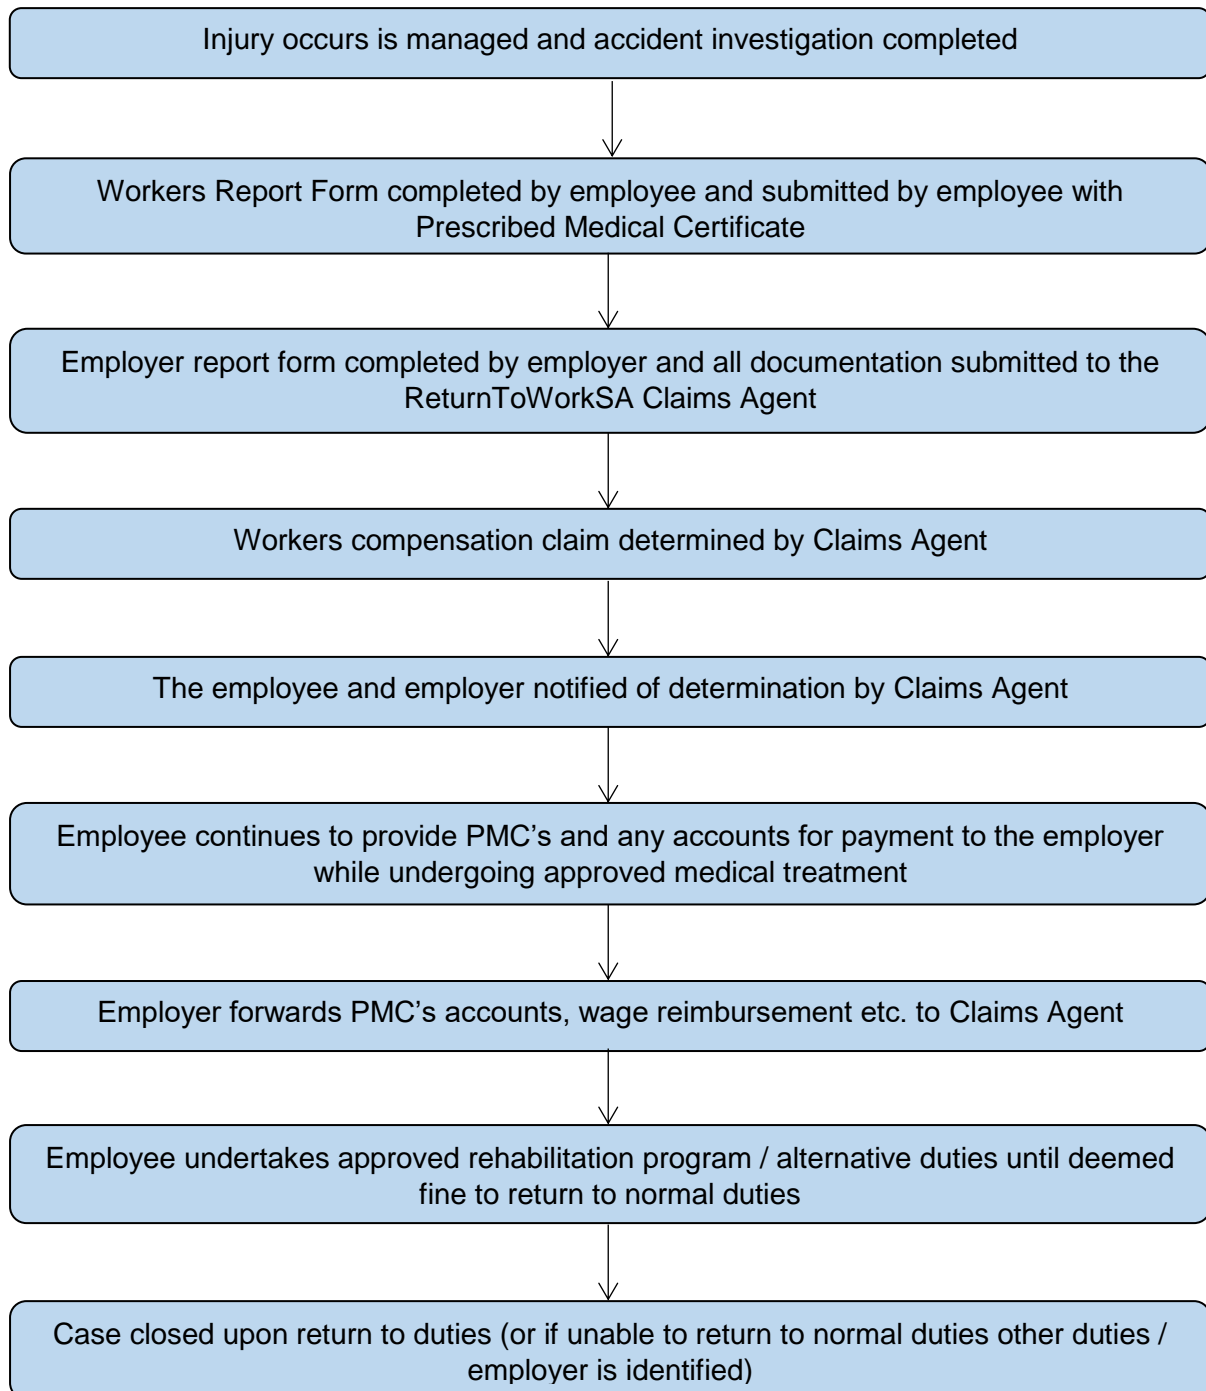 Injury occurs is managed and accident investigation completed
Workers Report Form completed by employee and submitted by employee with
Prescribed Medical Certificate
Employer report form completed by employer and all documentation submitted to the
ReturnToWorkSA Claims Agent
Workers compensation claim determined by Claims Agent
The employee and employer notified of determination by Claims Agent
Employee continues to provide PMC’s and any accounts for payment to the employer
while undergoing approved medical treatment
Employer forwards PMC’s accounts, wage reimbursement etc. to Claims Agent
Employee undertakes approved rehabilitation program / alternative duties until deemed
fine to return to normal duties
Case closed upon return to duties (or if unable to return to normal duties other duties /
employer is identified)